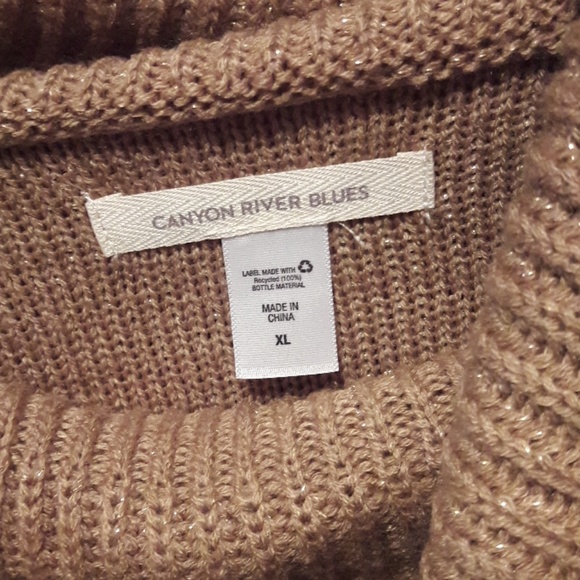 CANYON RIVER BLUES
LABEL MADE WITH
Recycled (100%)
BOTTLE MATERIAL
MADE IN
CHINA
XL